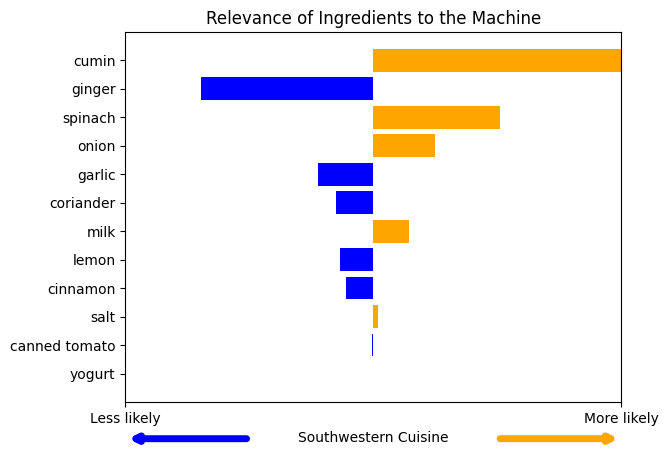 Relevance of Ingredients to the Machine
cumin
ginger
spinach
onion
garlic
coriander
milk
lemon
cinnamon
salt
canned tomato
yogurt
Less likely
More likely
Southwestern Cuisine